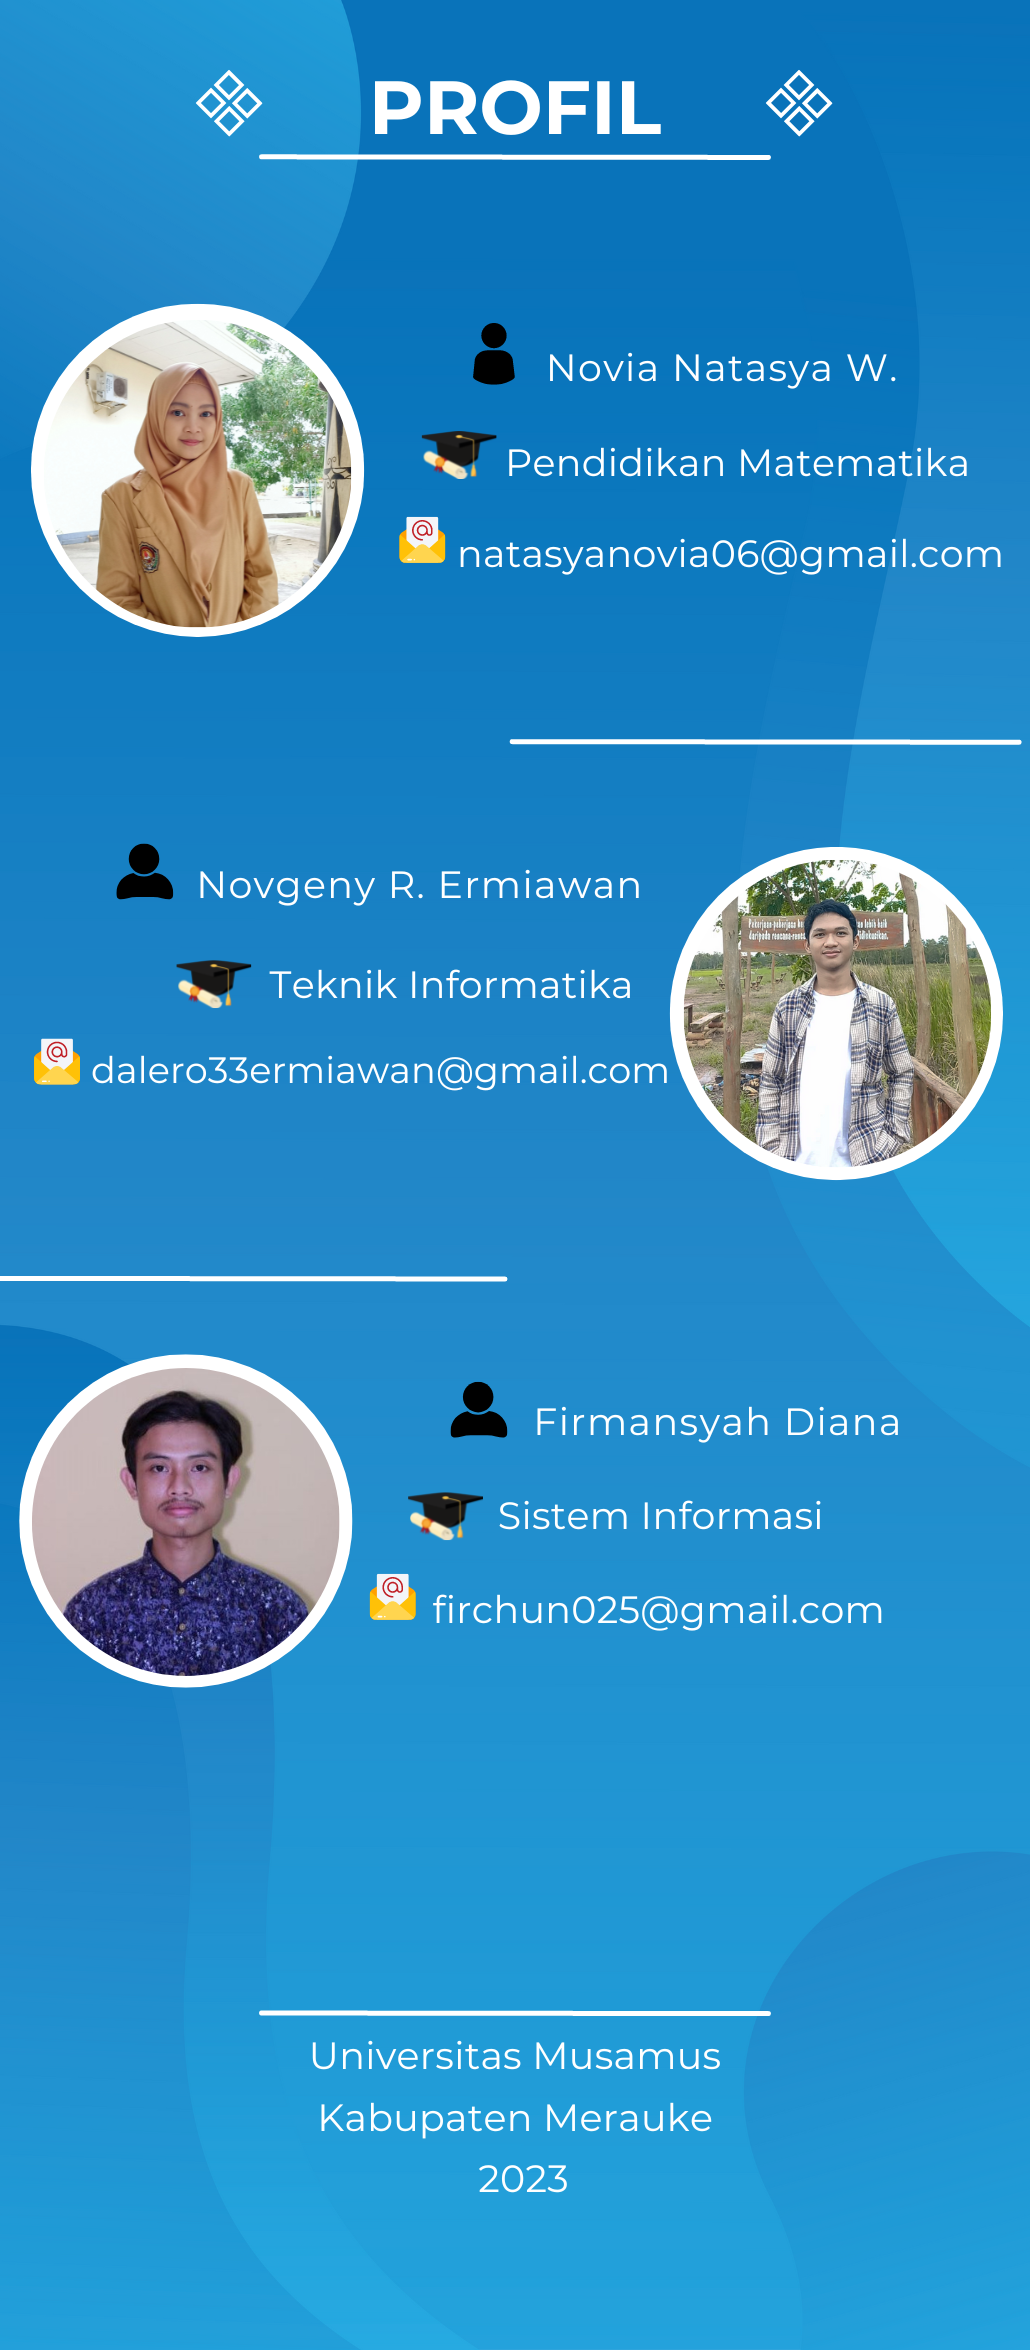 PROFIL
Novia Natasya W.
Pendidikan Matematika
natasyanovia06@gmail.com
Novgeny R. Ermiawan
Teknik Informatika
dalero33ermiawan@gmail.com
Firmansyah Diana
Sistem Informasi
firchun025@gmail.com
Universitas Musamus
Kabupaten Merauke
2023